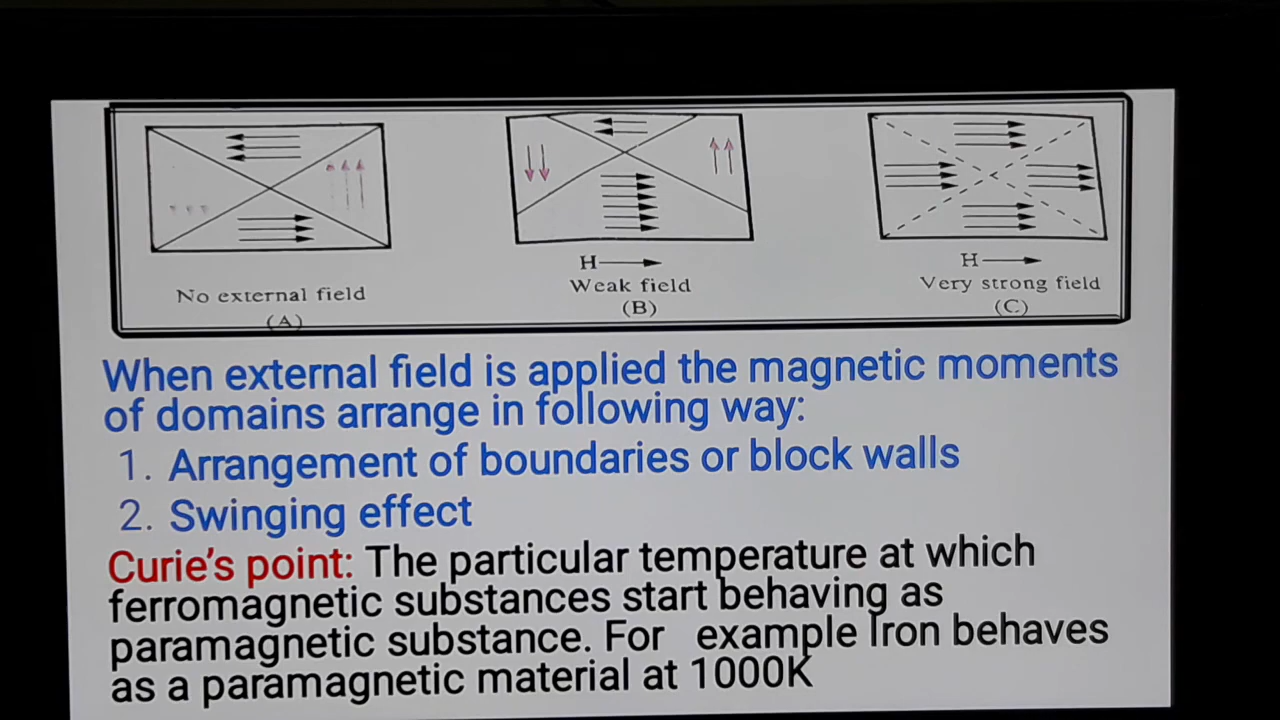 No external field
(A)
H
Weak field
(B)
H
Very strong field
(C)
When external field is applied the magnetic moments
of domains arrange in following way:
1. Arrangement of boundaries or block walls
2. Swinging effect
Curie's point: The particular temperature at which
ferromagnetic substances start behaving as
paramagnetic substance. For example Iron behaves
as a paramagnetic material at 1000K